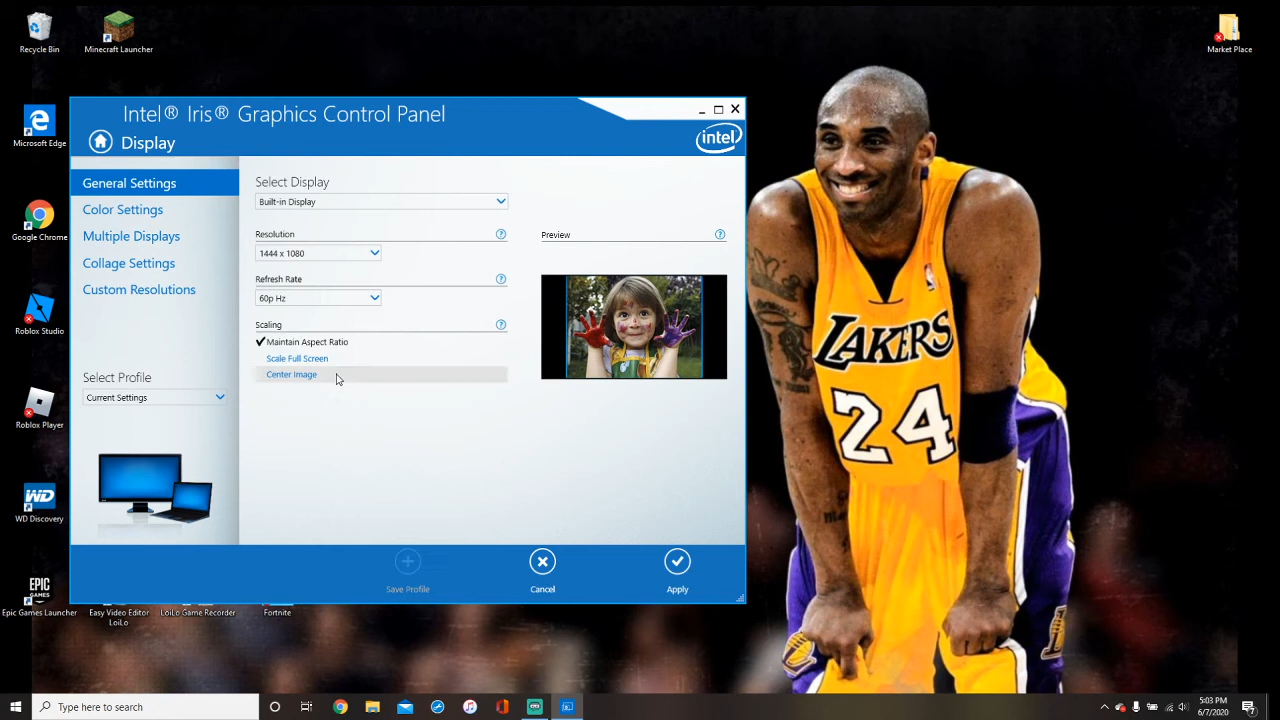 Recycle Bin
Minecraft Launcher
Market Place
Intel® Iris® Graphics Control Panel
Display
intel
Microsoft Edge
General Settings
Color Settings
Multiple Displays
Collage Settings
Custom Resolutions
Select Display
Built-in Display
Resolution
?
1444 x 1080
Refresh Rate
?
60p Hz
Scaling
?
Maintain Aspect Ratio
Scale Full Screen
Center Image
Preview
?
Google Chrome
Roblox Studio
Select Profile
Current Settings
Roblox Player
WD
WD Discovery
Save Profile
Cancel
Apply
EPIC
GAMES
Epic Games Launcher
Easy Video Editor
LoiLo
LoiLo Game Recorder
Fortnite
LAKERS
24
Type here to search
5:03 PM
6/7/2020